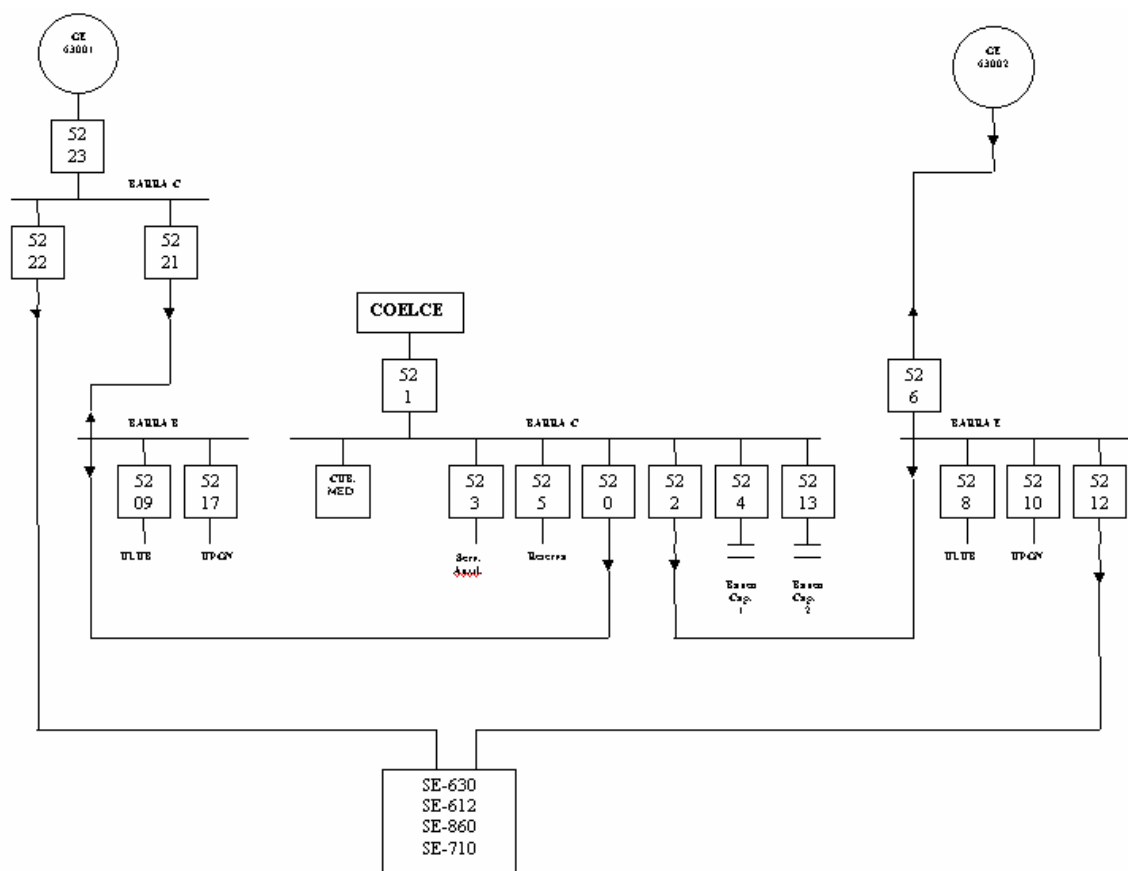 GE
63001
GE
63002
52
23
BARRA C
52
22
52
21
COELCE
52
1
52
6
BARRA B
BARRA C
BARRA E
52
09
52
17
CUB.
MED
52
3
52
5
52
0
52
2
52
4
52
13
52
8
52
10
52
12
ULUB
UPGN
Serv.
Auxil.
Reserva
ULUB
UPGN
Banco
Cap.
1
Banco
Cap.
2
SE-630
SE-612
SE-860
SE-710